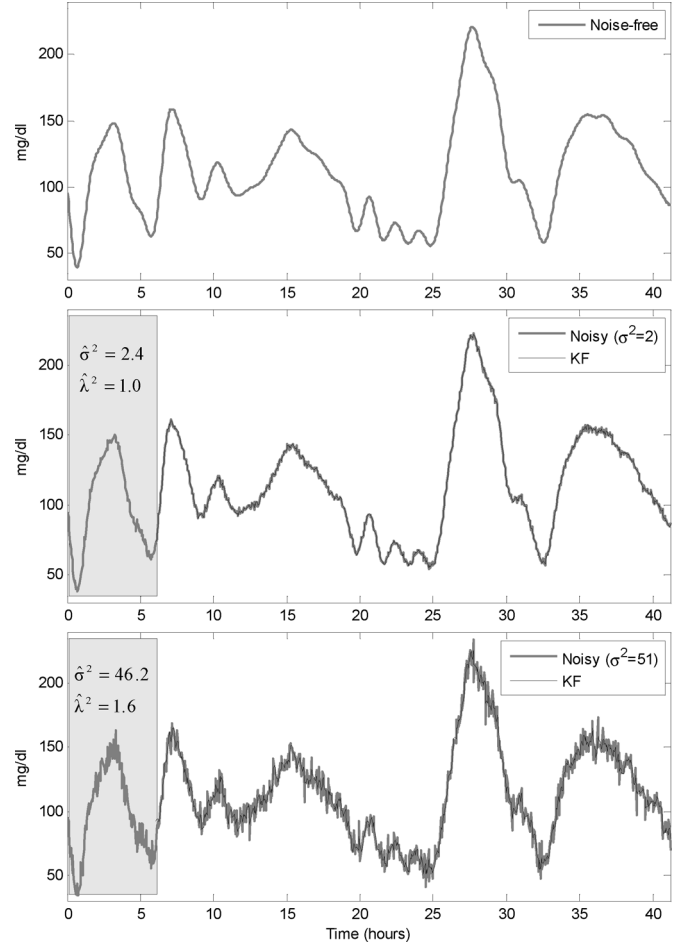 Noise-free
200
150
100
50
mg/dl
0 5 10 15 20 25 30 35 40
Noisy (σ²=2)
KF
σ̂² = 2.4
λ̂² = 1.0
200
150
100
50
mg/dl
0 5 10 15 20 25 30 35 40
Noisy (σ²=51)
KF
σ̂² = 46.2
λ̂² = 1.6
200
150
100
50
mg/dl
0 5 10 15 20 25 30 35 40
Time (hours)